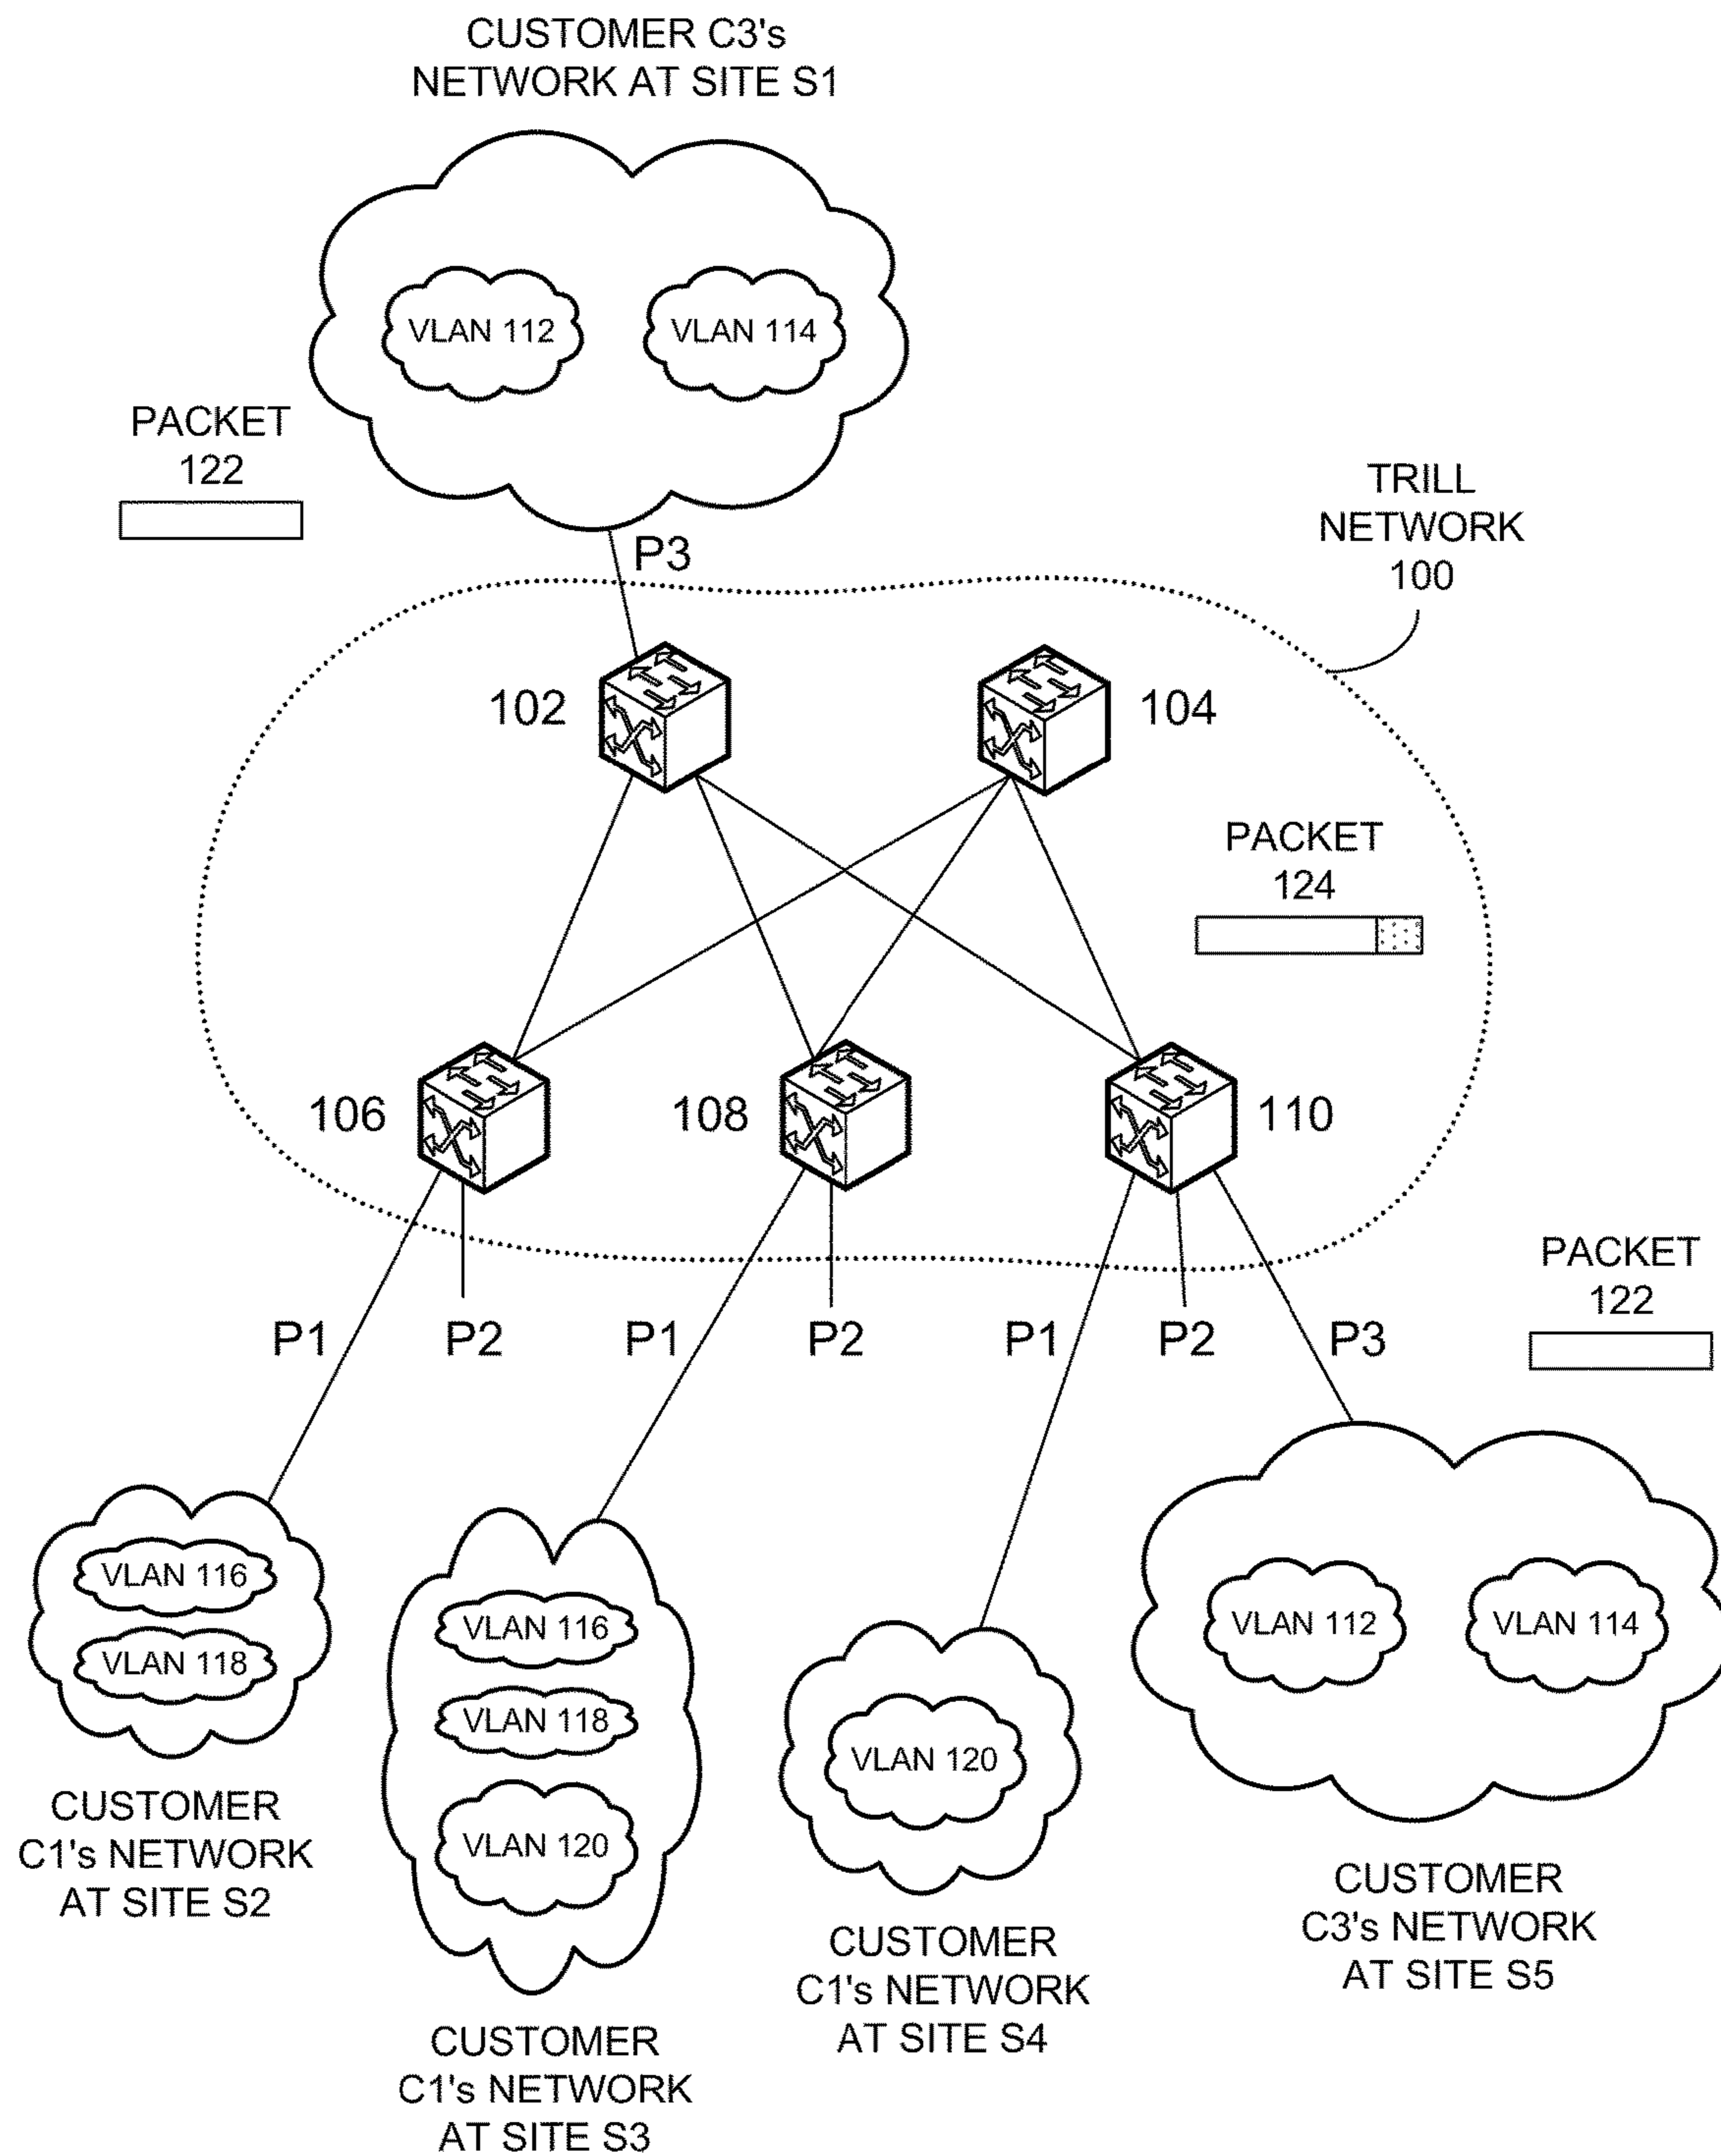 CUSTOMER C3's
NETWORK AT SITE S1
VLAN 112
VLAN 114
PACKET
122
P3
TRILL
NETWORK
100
102
104
PACKET
124
106
108
110
PACKET
122
P1
P2
P1
P2
P1
P2
P3
VLAN 116
VLAN 118
CUSTOMER
C1's NETWORK
AT SITE S2
VLAN 116
VLAN 118
VLAN 120
CUSTOMER
C1's NETWORK
AT SITE S3
VLAN 120
CUSTOMER
C1's NETWORK
AT SITE S4
VLAN 112
VLAN 114
CUSTOMER
C3's NETWORK
AT SITE S5